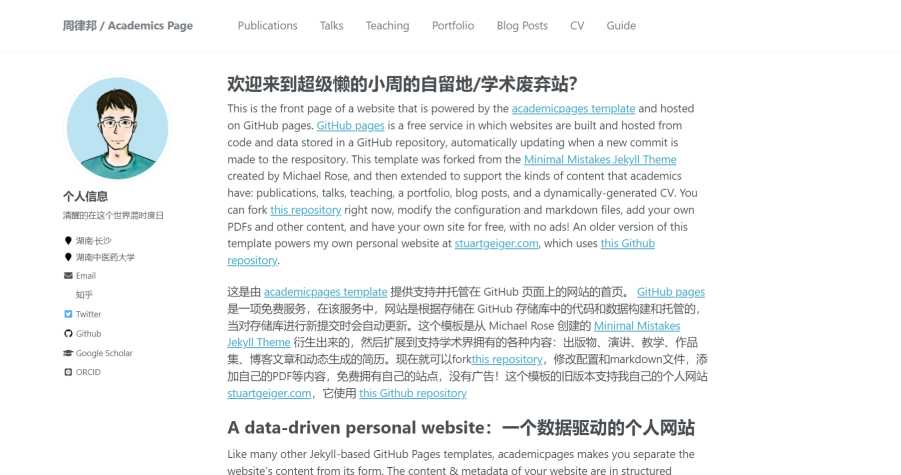 周律邦 / Academics Page
Publications
Talks
Teaching
Portfolio
Blog Posts
CV
Guide
个人信息
清醒的在这个世界混时度日
湖南·长沙
湖南中医药大学
Email
知乎
Twitter
Github
Google Scholar
ORCID
欢迎来到超级懒的小周的自留地/学术废弃站？
This is the front page of a website that is powered by the academicpages template and hosted
on GitHub pages. GitHub pages is a free service in which websites are built and hosted from
code and data stored in a GitHub repository, automatically updating when a new commit is
made to the respository. This template was forked from the Minimal Mistakes Jekyll Theme
created by Michael Rose, and then extended to support the kinds of content that academics
have: publications, talks, teaching, a portfolio, blog posts, and a dynamically-generated CV. You
can fork this repository right now, modify the configuration and markdown files, add your own
PDFs and other content, and have your own site for free, with no ads! An older version of this
template powers my own personal website at stuartgeiger.com, which uses this Github
repository.
这是由 academicpages template 提供支持并托管在 GitHub 页面上的网站的首页。 GitHub pages
是一项免费服务，在该服务中，网站是根据存储在 GitHub 存储库中的代码和数据构建和托管的，
当对存储库进行新提交时会自动更新。这个模板是从 Michael Rose 创建的 Minimal Mistakes
Jekyll Theme 衍生出来的，然后扩展到支持学术界拥有的各种内容：出版物、演讲、教学、作品
集、博客文章和动态生成的简历。现在就可以forkthis repository，修改配置和markdown文件，添
加自己的PDF等内容，免费拥有自己的站点，没有广告！这个模板的旧版本支持我自己的个人网站
stuartgeiger.com，它使用 this Github repository
A data-driven personal website：一个数据驱动的个人网站
Like many other Jekyll-based GitHub Pages templates, academicpages makes you separate the
website's content from its form. The content & metadata of your website are in structured